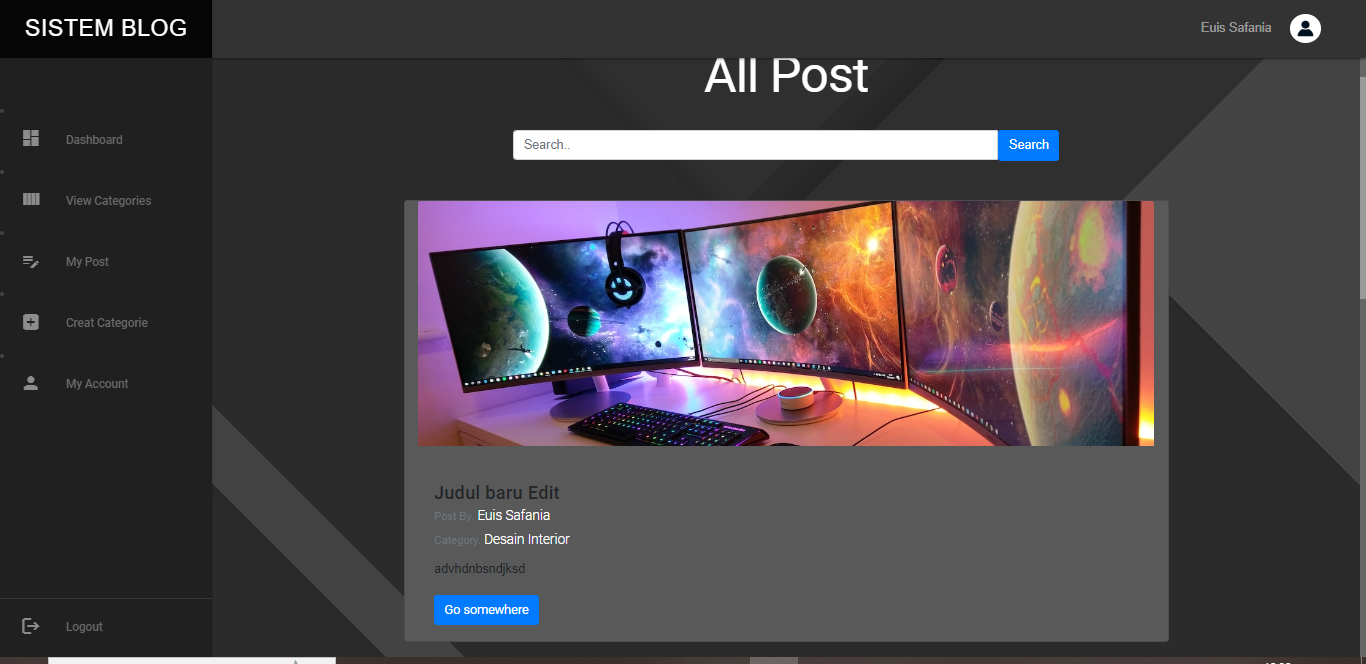 SISTEM BLOG
Euis Safania
All Post
Search..
Search
Dashboard
View Categories
My Post
Creat Categorie
My Account
Judul baru Edit
Post By. Euis Safania
Category. Desain Interior
advhdnbsndjksd
Go somewhere
Logout